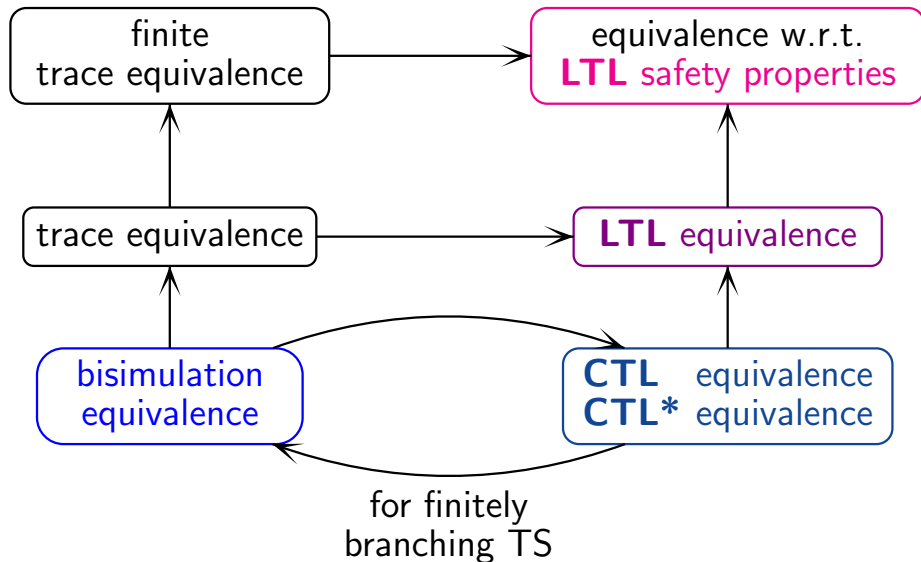 finite
trace equivalence
equivalence w.r.t.
LTL safety properties
trace equivalence
LTL equivalence
bisimulation
equivalence
CTL equivalence
CTL* equivalence
for finitely
branching TS